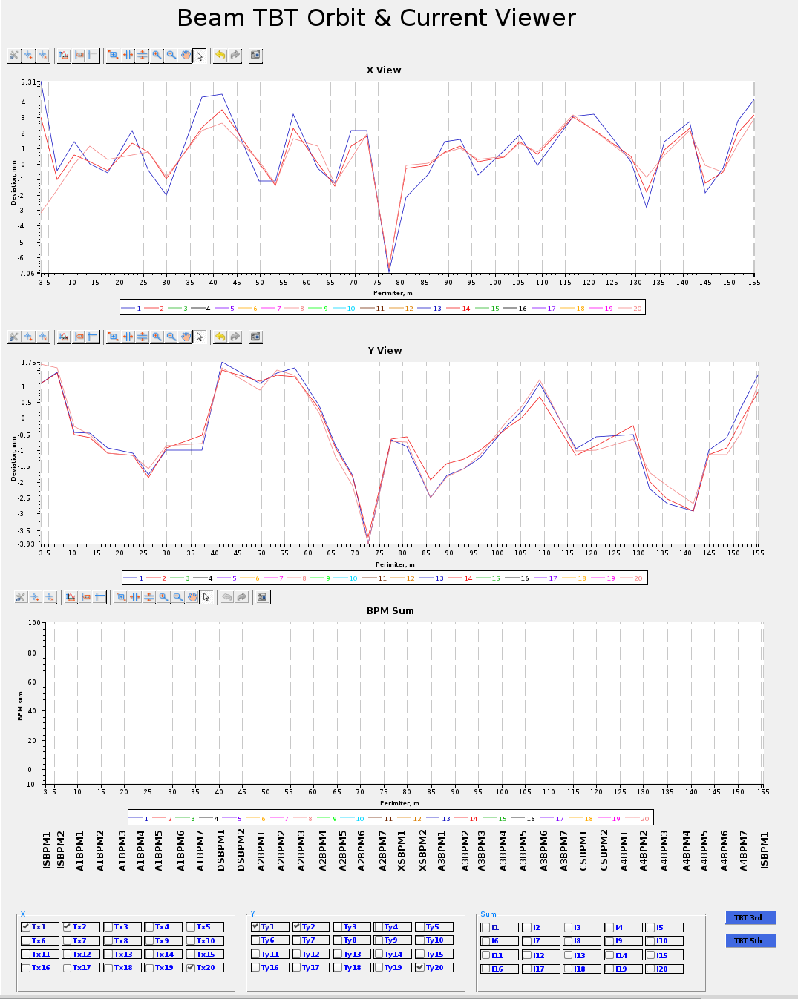 Beam TBT Orbit & Current Viewer
X View
5.31
4
3
2
1
0
-1
-2
-3
-4
-5
-6
-7.06
Deviation, mm
3 5 10 15 20 25 30 35 40 45 50 55 60 65 70 75 80 85 90 95 100 105 110 115 120 125 130 135 140 145 150 155
Perimiter, m
1 2 3 4 5 6 7 8 9 10 11 12 13 14 15 16 17 18 19 20
Y View
1.75
1
0.5
0
-0.5
-1
-1.5
-2
-2.5
-3
-3.5
-3.93
Deviation, mm
3 5 10 15 20 25 30 35 40 45 50 55 60 65 70 75 80 85 90 95 100 105 110 115 120 125 130 135 140 145 150 155
Perimiter, m
1 2 3 4 5 6 7 8 9 10 11 12 13 14 15 16 17 18 19 20
BPM Sum
100
80
60
40
20
0
-10
BPM sum
3 5 10 15 20 25 30 35 40 45 50 55 60 65 70 75 80 85 90 95 100 105 110 115 120 125 130 135 140 145 150 155
Perimiter, m
1 2 3 4 5 6 7 8 9 10 11 12 13 14 15 16 17 18 19 20
ISBPM1
ISBPM2
A1BPM1
A1BPM2
A1BPM3
A1BPM4
A1BPM5
A1BPM6
A1BPM7
DSBPM1
DSBPM2
A2BPM1
A2BPM2
A2BPM3
A2BPM4
A2BPM5
A2BPM6
A2BPM7
XSBPM1
XSBPM2
A3BPM1
A3BPM2
A3BPM3
A3BPM4
A3BPM5
A3BPM6
A3BPM7
CSBPM1
CSBPM2
A4BPM1
A4BPM2
A4BPM3
A4BPM4
A4BPM5
A4BPM6
A4BPM7
ISBPM1
X
Tx1 Tx2 Tx3 Tx4 Tx5
Tx6 Tx7 Tx8 Tx9 Tx10
Tx11 Tx12 Tx13 Tx14 Tx15
Tx16 Tx17 Tx18 Tx19 Tx20
Y
Ty1 Ty2 Ty3 Ty4 Ty5
Ty6 Ty7 Ty8 Ty9 Ty10
Ty11 Ty12 Ty13 Ty14 Ty15
Ty16 Ty17 Ty18 Ty19 Ty20
Sum
I1 I2 I3 I4 I5
I6 I7 I8 I9 I10
I11 I12 I13 I14 I15
I16 I17 I18 I19 I20
TBT 3rd
TBT 5th